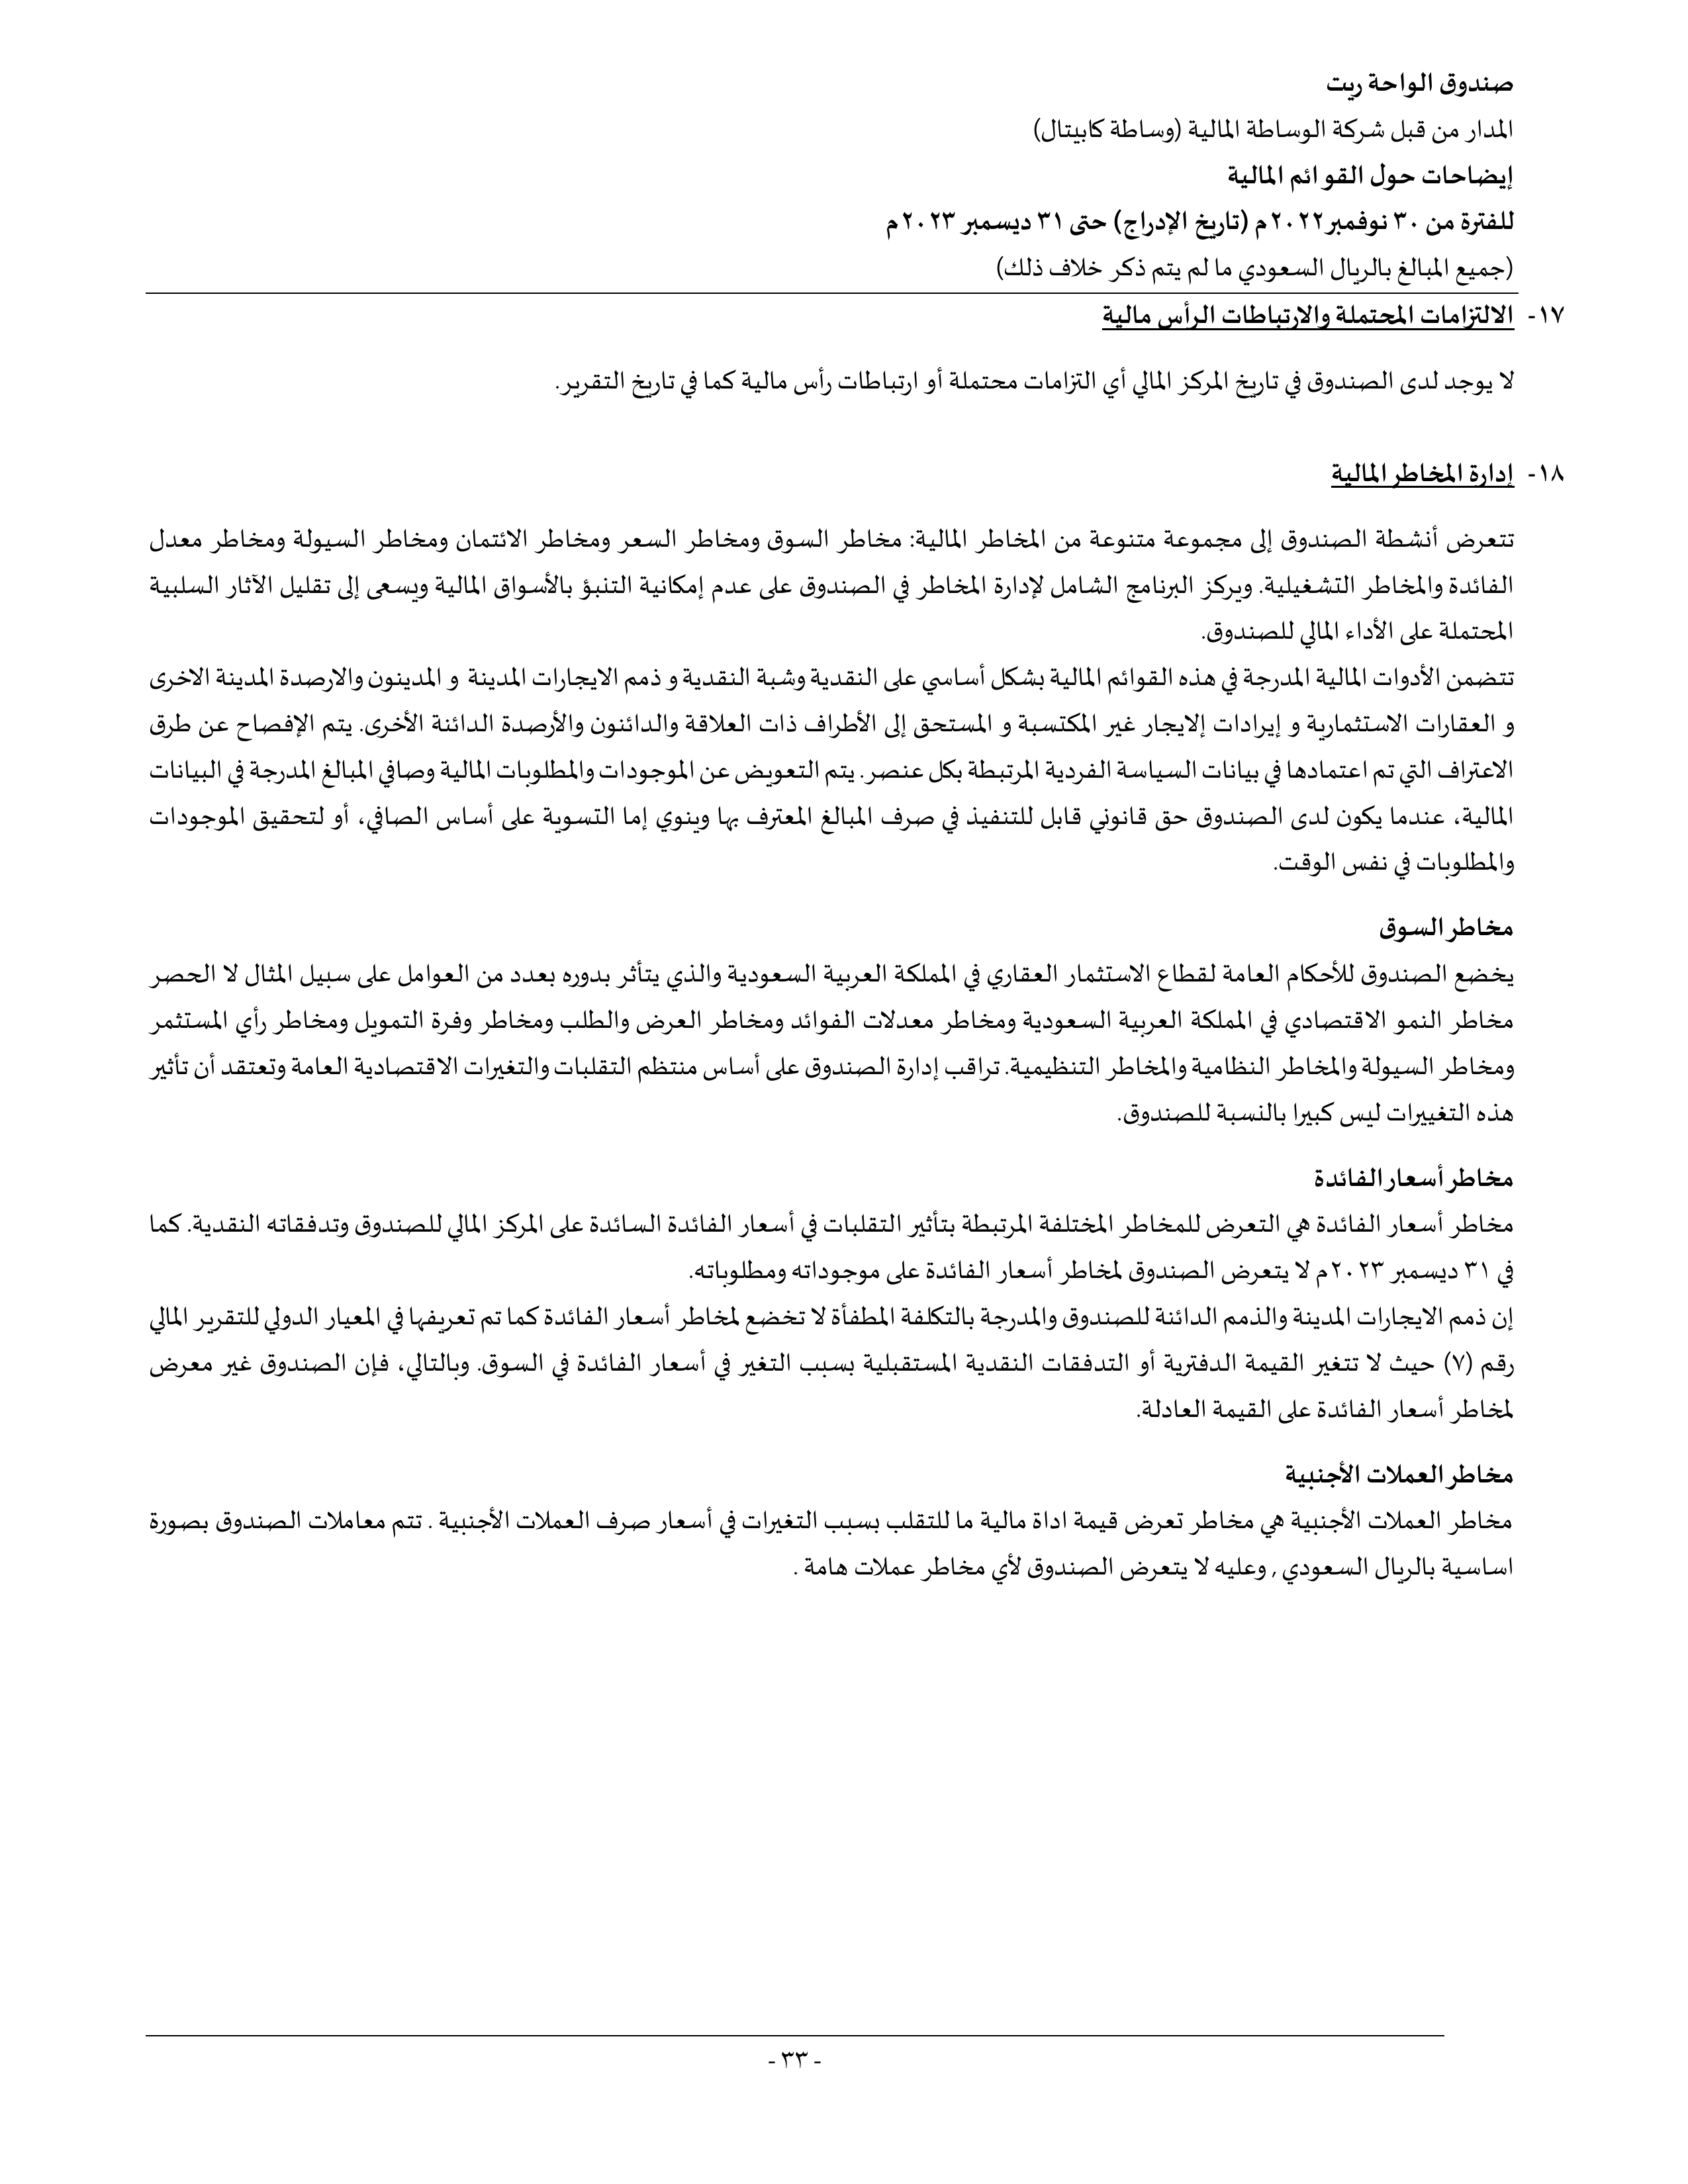 صندوق الواحة ريت
المدار من قبل شركة الوساطة المالية (وساطة كابيتال)
إيضاحات حول القوائم المالية
للفترة من ٣٠ نوفمبر٢٠٢٢م (تاريخ الإدراج) حتى ٣١ ديسمبر ٢٠٢٣م
(جميع المبالغ بالريال السعودي ما لم يتم ذكر خلاف ذلك)
١٧- الالتزامات المحتملة والارتباطات الرأس مالية
لا يوجد لدى الصندوق في تاريخ المركز المالي أي التزامات محتملة أو ارتباطات رأس مالية كما في تاريخ التقرير.
١٨- إدارة المخاطر المالية
تتعرض أنشطة الصندوق إلى مجموعة متنوعة من المخاطر المالية: مخاطر السوق ومخاطر السعر ومخاطر الائتمان ومخاطر السيولة ومخاطر معدل
الفائدة والمخاطر التشغيلية. ويركز البرنامج الشامل لإدارة المخاطر في الصندوق على عدم إمكانية التنبؤ بالأسواق المالية ويسعى إلى تقليل الآثار السلبية
المحتملة على الأداء المالي للصندوق.
تتضمن الأدوات المالية المدرجة في هذه القوائم المالية بشكل أساسي على النقدية وشبة النقدية و ذمم الايجارات المدينة و المدينون والارصدة المدينة الاخرى
و العقارات الاستثمارية و إيرادات إلايجار غير المكتسبة و المستحق إلى الأطراف ذات العلاقة والدائنون والأرصدة الدائنة الأخرى. يتم الإفصاح عن طرق
الاعتراف التي تم اعتمادها في بيانات السياسة الفردية المرتبطة بكل عنصر. يتم التعويض عن الموجودات والمطلوبات المالية وصافي المبالغ المدرجة في البيانات
المالية، عندما يكون لدى الصندوق حق قانوني قابل للتنفيذ في صرف المبالغ المعترف بها وينوي إما التسوية على أساس الصافي، أو لتحقيق الموجودات
والمطلوبات في نفس الوقت.
مخاطر السوق
يخضع الصندوق للأحكام العامة لقطاع الاستثمار العقاري في المملكة العربية السعودية والذي يتأثر بدوره بعدد من العوامل على سبيل المثال لا الحصر
مخاطر النمو الاقتصادي في المملكة العربية السعودية ومخاطر معدلات الفوائد ومخاطر العرض والطلب ومخاطر وفرة التمويل ومخاطر رأي المستثمر
ومخاطر السيولة والمخاطر النظامية والمخاطر التنظيمية. تراقب إدارة الصندوق على أساس منتظم التقلبات والتغيرات الاقتصادية العامة وتعتقد أن تأثير
هذه التغييرات ليس كبيرا بالنسبة للصندوق.
مخاطر أسعار الفائدة
مخاطر أسعار الفائدة هي التعرض للمخاطر المختلفة المرتبطة بتأثير التقلبات في أسعار الفائدة السائدة على المركز المالي للصندوق وتدفقاته النقدية. كما
في ٣١ ديسمبر ٢٠٢٣م لا يتعرض الصندوق لمخاطر أسعار الفائدة على موجوداته ومطلوباته.
إن ذمم الايجارات المدينة والذمم الدائنة للصندوق والمدرجة بالتكلفة المطفأة لا تخضع لمخاطر أسعار الفائدة كما تم تعريفها في المعيار الدولي للتقرير المالي
رقم (٧) حيث لا تتغير القيمة الدفترية أو التدفقات النقدية المستقبلية بسبب التغير في أسعار الفائدة في السوق. وبالتالي، فإن الصندوق غير معرض
لمخاطر أسعار الفائدة على القيمة العادلة.
مخاطر العملات الأجنبية
مخاطر العملات الأجنبية هي مخاطر تعرض قيمة اداة مالية ما للتقلب بسبب التغيرات في أسعار صرف العملات الأجنبية . تتم معاملات الصندوق بصورة
اساسية بالريال السعودي , وعليه لا يتعرض الصندوق لأي مخاطر عملات هامة .
- ٣٣ -